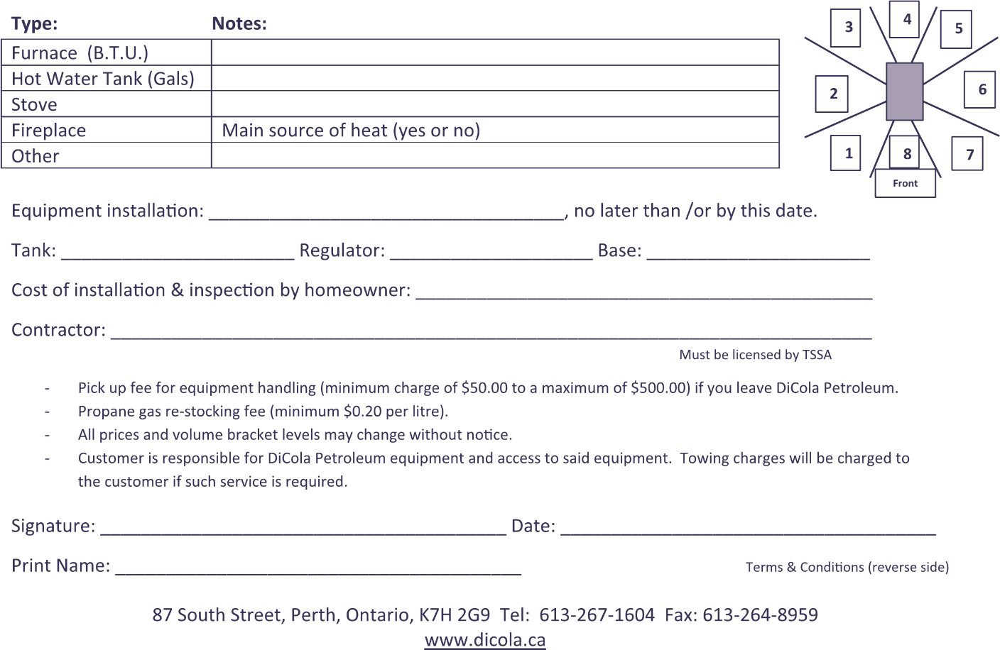 Type: Notes:
Furnace (B.T.U.)
Hot Water Tank (Gals)
Stove
Fireplace Main source of heat (yes or no)
Other
3 4 5
2 6
1 8 7
Front
Equipment installation: ___________________________________, no later than /or by this date.
Tank: _______________________ Regulator: ____________________ Base: ______________________
Cost of installation & inspection by homeowner: _____________________________________________
Contractor: ___________________________________________________________________________
Must be licensed by TSSA
- Pick up fee for equipment handling (minimum charge of $50.00 to a maximum of $500.00) if you leave DiCola Petroleum.
- Propane gas re-stocking fee (minimum $0.20 per litre).
- All prices and volume bracket levels may change without notice.
- Customer is responsible for DiCola Petroleum equipment and access to said equipment. Towing charges will be charged to
the customer if such service is required.
Signature: ________________________________________ Date: _____________________________________
Print Name: ________________________________________ Terms & Conditions (reverse side)
87 South Street, Perth, Ontario, K7H 2G9 Tel: 613-267-1604 Fax: 613-264-8959
www.dicola.ca